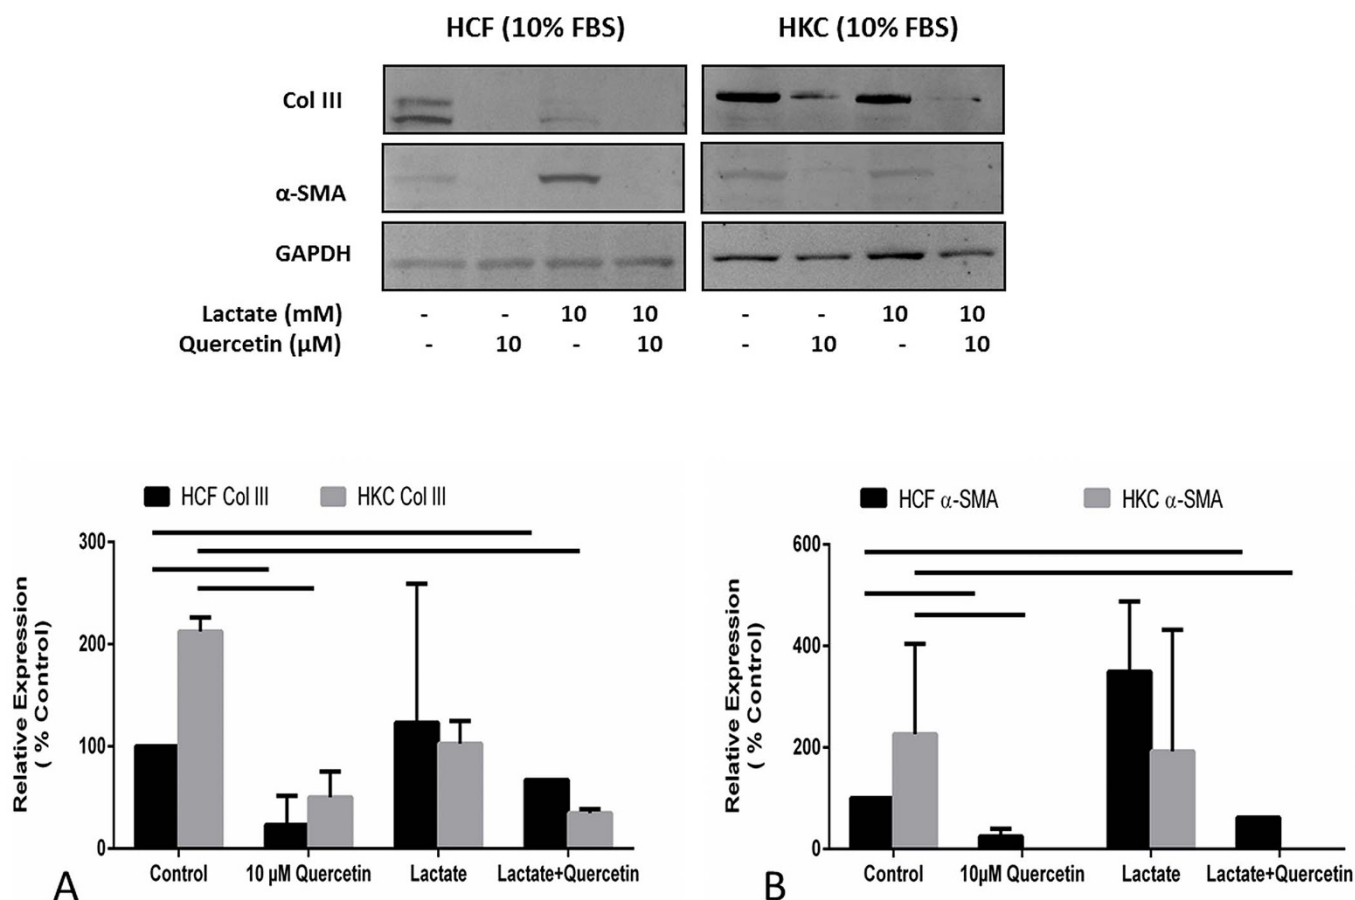 HCF (10% FBS) HKC (10% FBS)
Col III
α-SMA
GAPDH
Lactate (mM) - - 10 10 - - 10 10
Quercetin (µM) - 10 - 10 - 10 - 10
HCF Col III HKC Col III
300
200
100
0
Relative Expression
( % Control)
Control 10 µM Quercetin Lactate Lactate+Quercetin
A
HCF α-SMA HKC α-SMA
600
400
200
0
Relative Expression
( % Control)
Control 10µM Quercetin Lactate Lactate+Quercetin
B